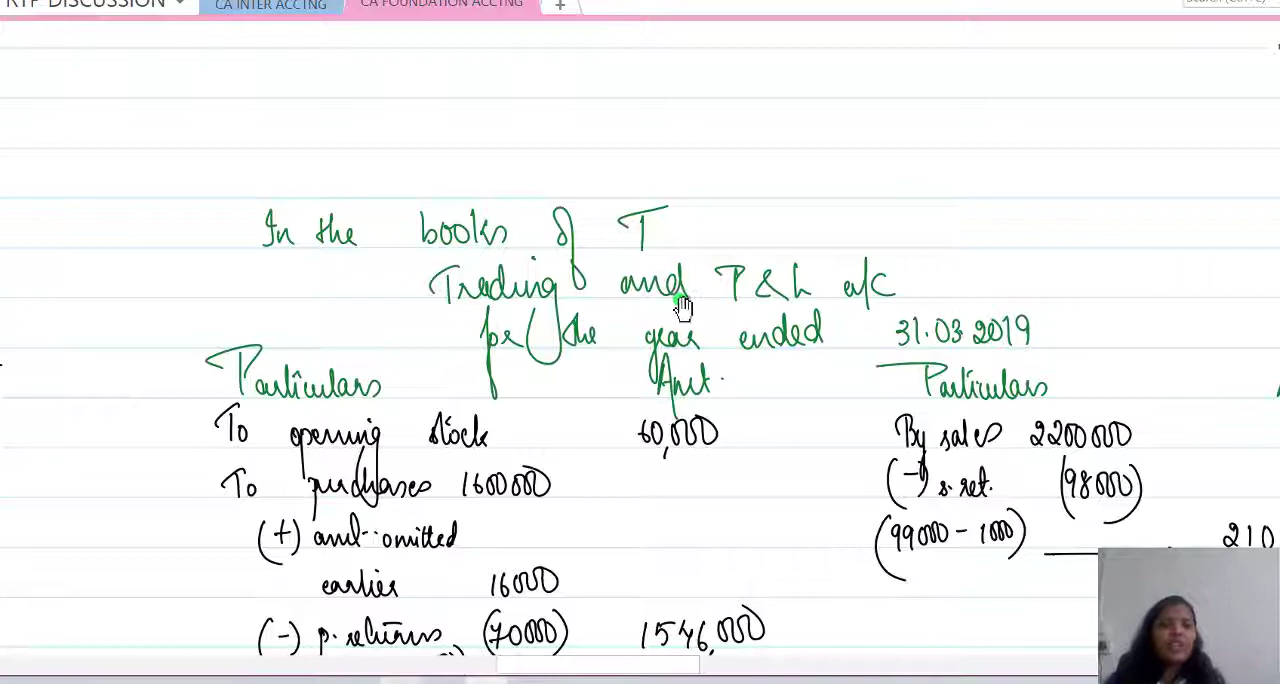 RTP DISCUSSION
CA INTER ACCTNG
CA FOUNDATION ACCTNG
+
In the books of T
Trading and P & L a/c
for the year ended 31.03.2019
Particulars Amt. Particulars
To opening stock 60,000 By sales 2200000
To purchases 1600000 (-) s. ret. (98000)
(+) amt omitted (99000 - 1000) 210
earlier 16000
(-) p. returns (70000) 1546,000